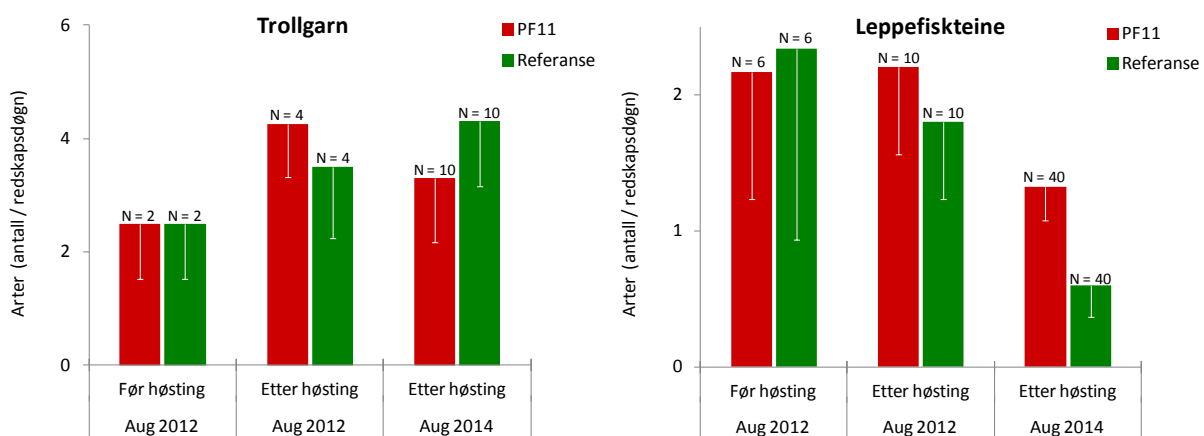 Trollgarn
PF11
Referanse
Arter (antall / redskapsdøgn)
6
4
2
0
N = 2
N = 2
N = 4
N = 4
N = 10
N = 10
Før høsting
Etter høsting
Etter høsting
Aug 2012
Aug 2012
Aug 2014
Leppefiskteine
PF11
Referanse
Arter (antall / redskapsdøgn)
2
1
0
N = 6
N = 6
N = 10
N = 10
N = 40
N = 40
Før høsting
Etter høsting
Etter høsting
Aug 2012
Aug 2012
Aug 2014